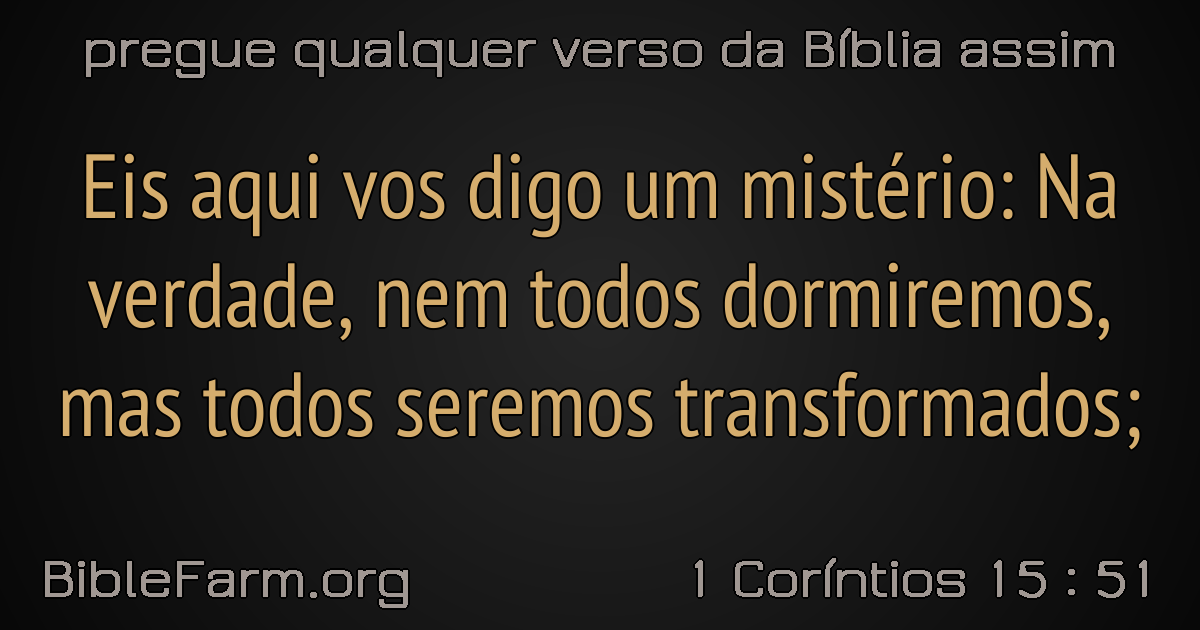 pregue qualquer verso da Bíblia assim
Eis aqui vos digo um mistério: Na
verdade, nem todos dormiremos,
mas todos seremos transformados;
BibleFarm.org
1 Coríntios 15 : 51